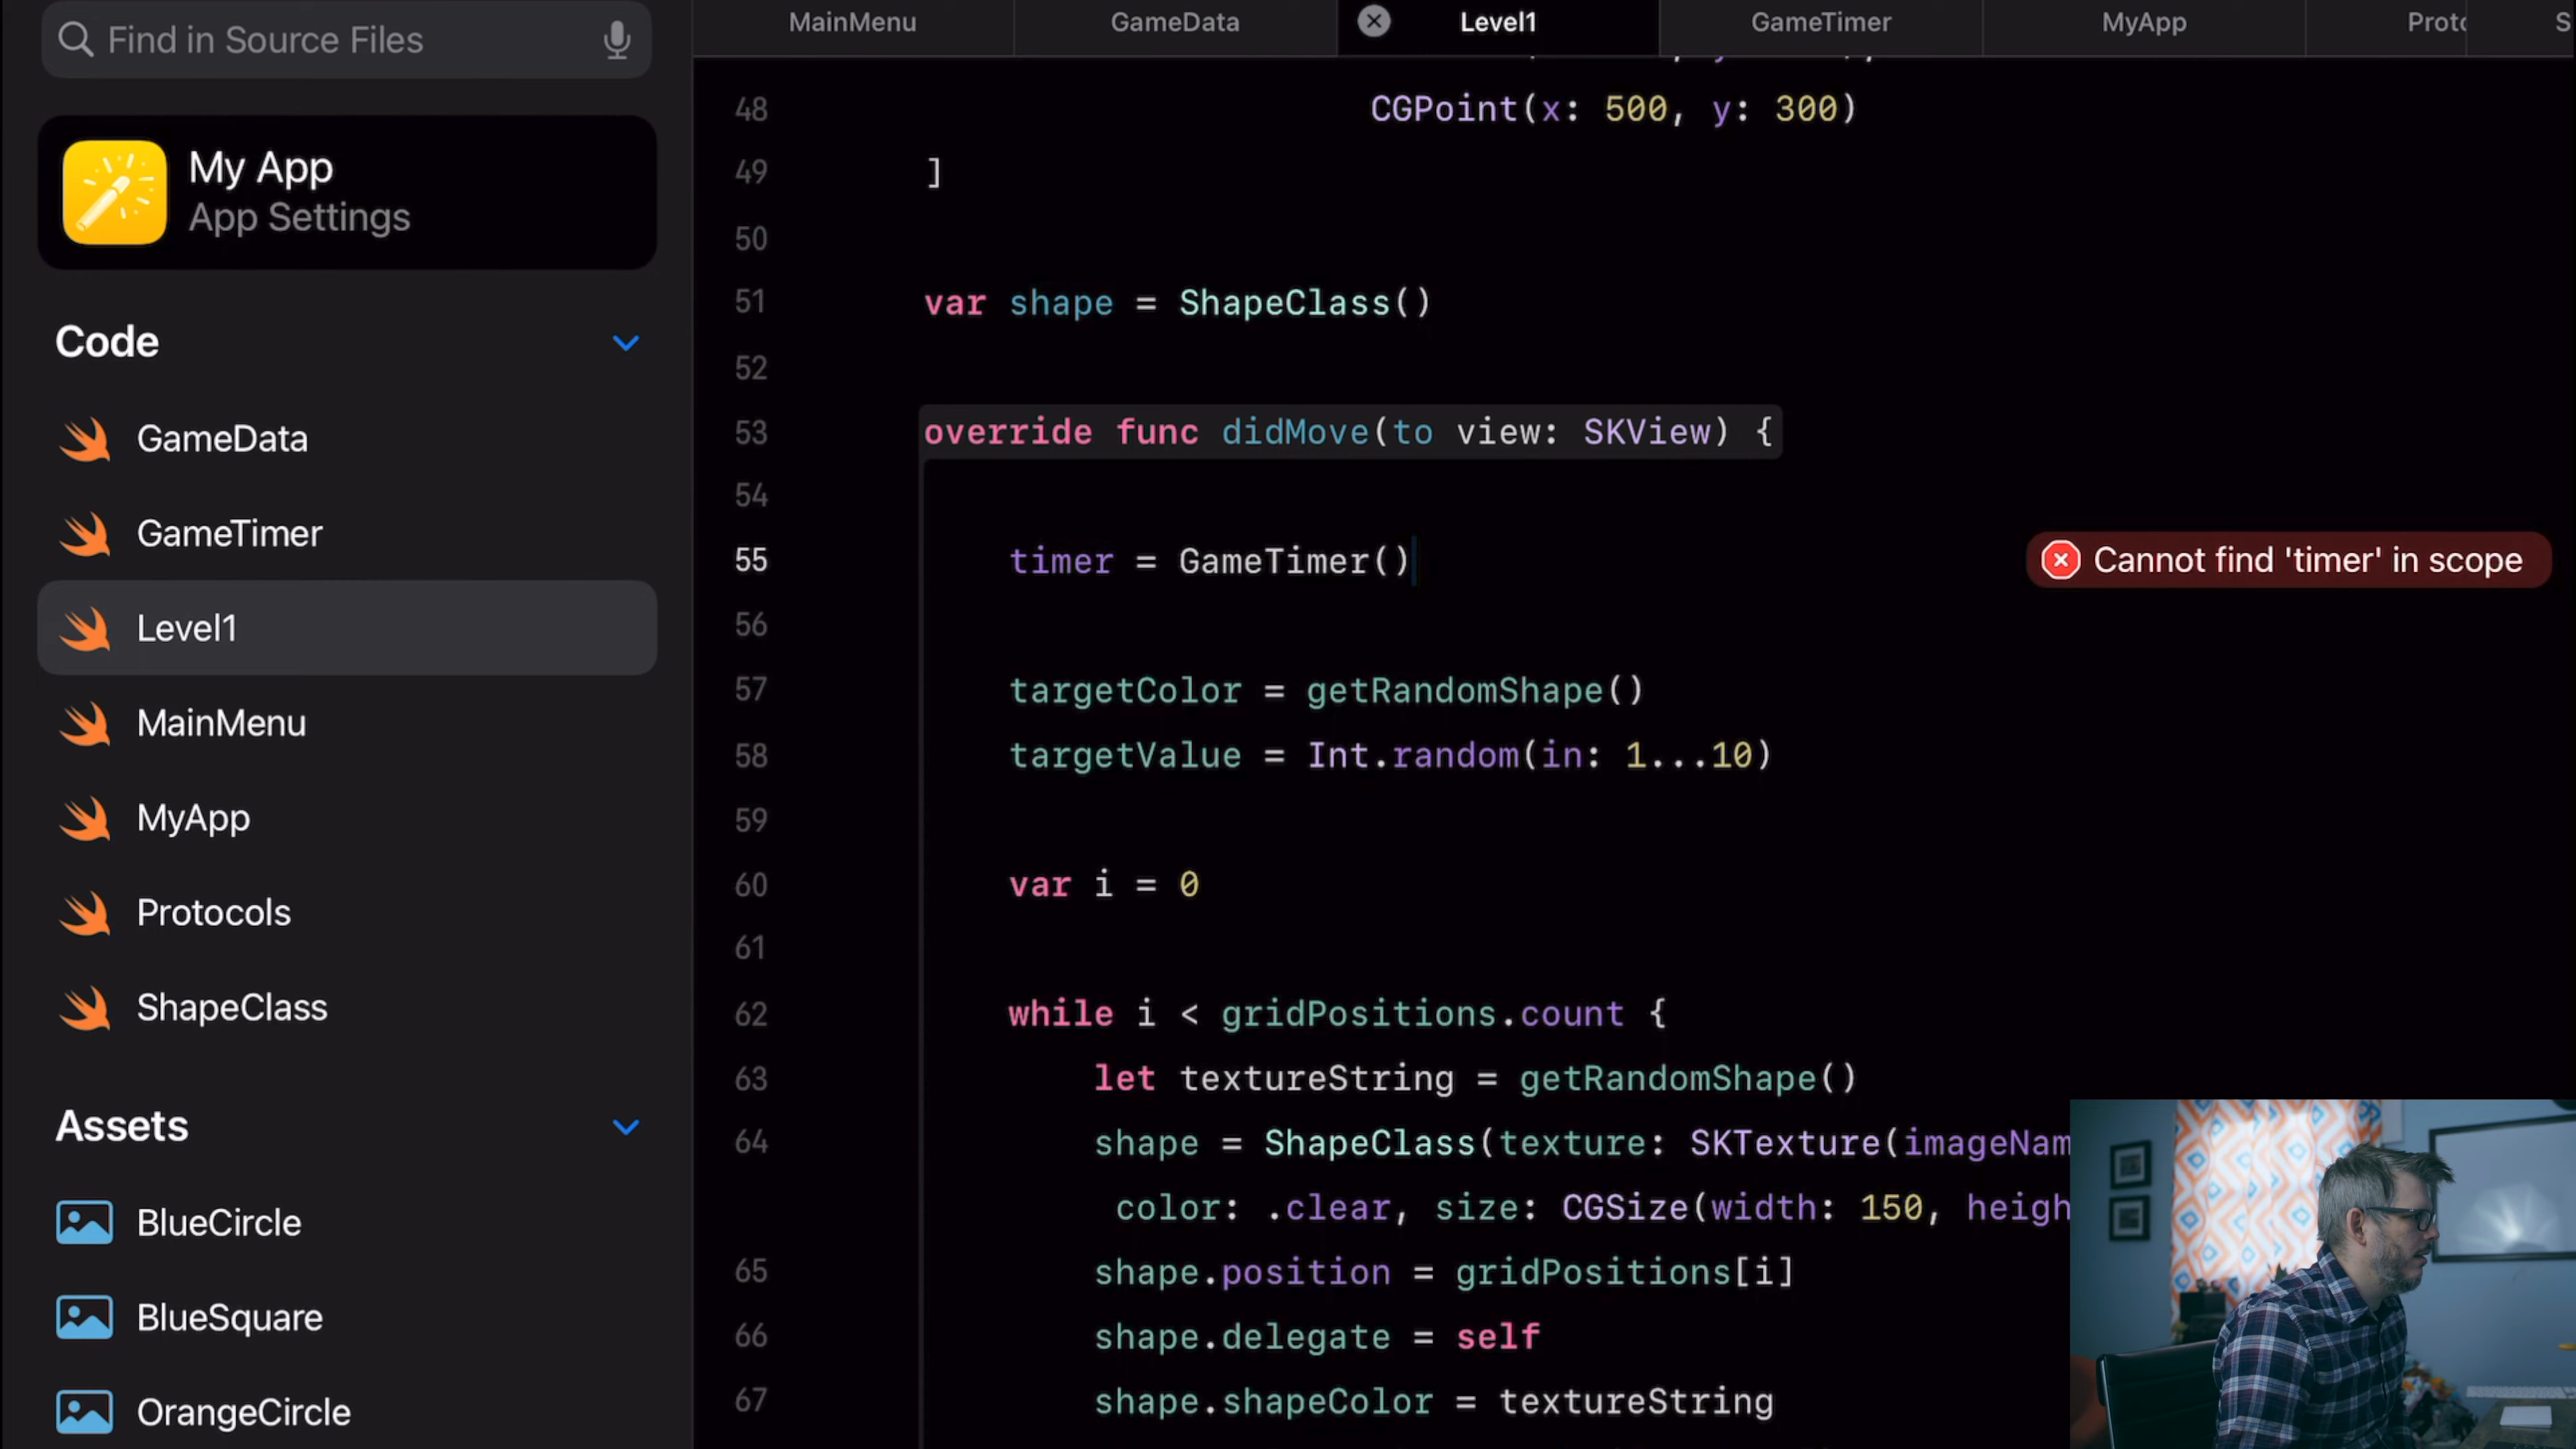 Find in Source Files
MainMenu
GameData
Level1
GameTimer
MyApp
My App
App Settings
Code
GameData
GameTimer
Level1
MainMenu
MyApp
Protocols
ShapeClass
Assets
BlueCircle
BlueSquare
OrangeCircle
48 CGPoint(x: 500, y: 300)
49 ]
50
51 var shape = ShapeClass()
52
53 override func didMove(to view: SKView) {
54
55 timer = GameTimer()
Cannot find 'timer' in scope
56
57 targetColor = getRandomShape()
58 targetValue = Int.random(in: 1...10)
59
60 var i = 0
61
62 while i < gridPositions.count {
63 let textureString = getRandomShape()
64 shape = ShapeClass(texture: SKTexture(imageNam
color: .clear, size: CGSize(width: 150, heigh
65 shape.position = gridPositions[i]
66 shape.delegate = self
67 shape.shapeColor = textureString